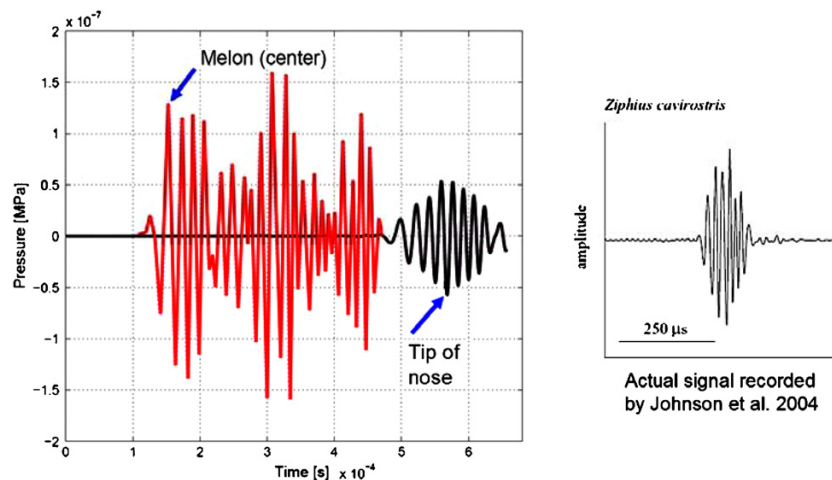 2 x 10⁻⁷
1.5
1
0.5
0
−0.5
−1
−1.5
−2
Pressure [MPa]
Melon (center)
Tip of
nose
0 1 2 3 4 5 6
Time [s] x 10⁻⁴
Ziphius cavirostris
amplitude
250 µs
Actual signal recorded
by Johnson et al. 2004